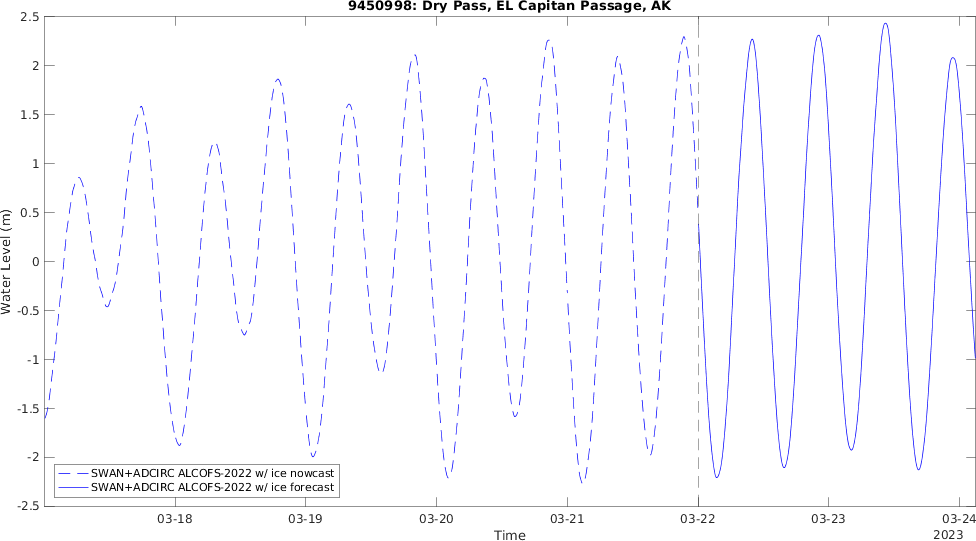 9450998: Dry Pass, EL Capitan Passage, AK
2.5
2
1.5
1
0.5
0
-0.5
-1
-1.5
-2
-2.5
Water Level (m)
SWAN+ADCIRC ALCOFS-2022 w/ ice nowcast
SWAN+ADCIRC ALCOFS-2022 w/ ice forecast
03-18 03-19 03-20 03-21 03-22 03-23 03-24
Time
2023